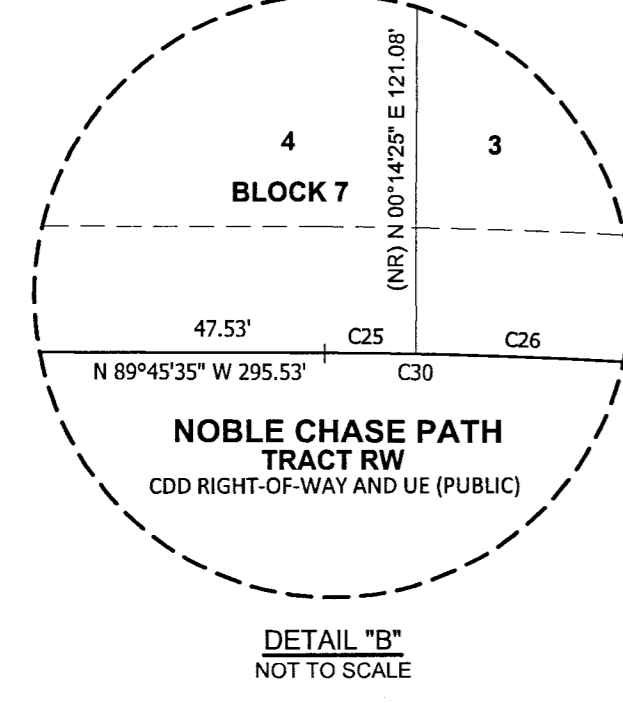 (NR) N 00°14'25" E 121.08'
4
3
BLOCK 7
47.53'
C25
C26
N 89°45'35" W 295.53'
C30
NOBLE CHASE PATH
TRACT RW
CDD RIGHT-OF-WAY AND UE (PUBLIC)
DETAIL "B"
NOT TO SCALE